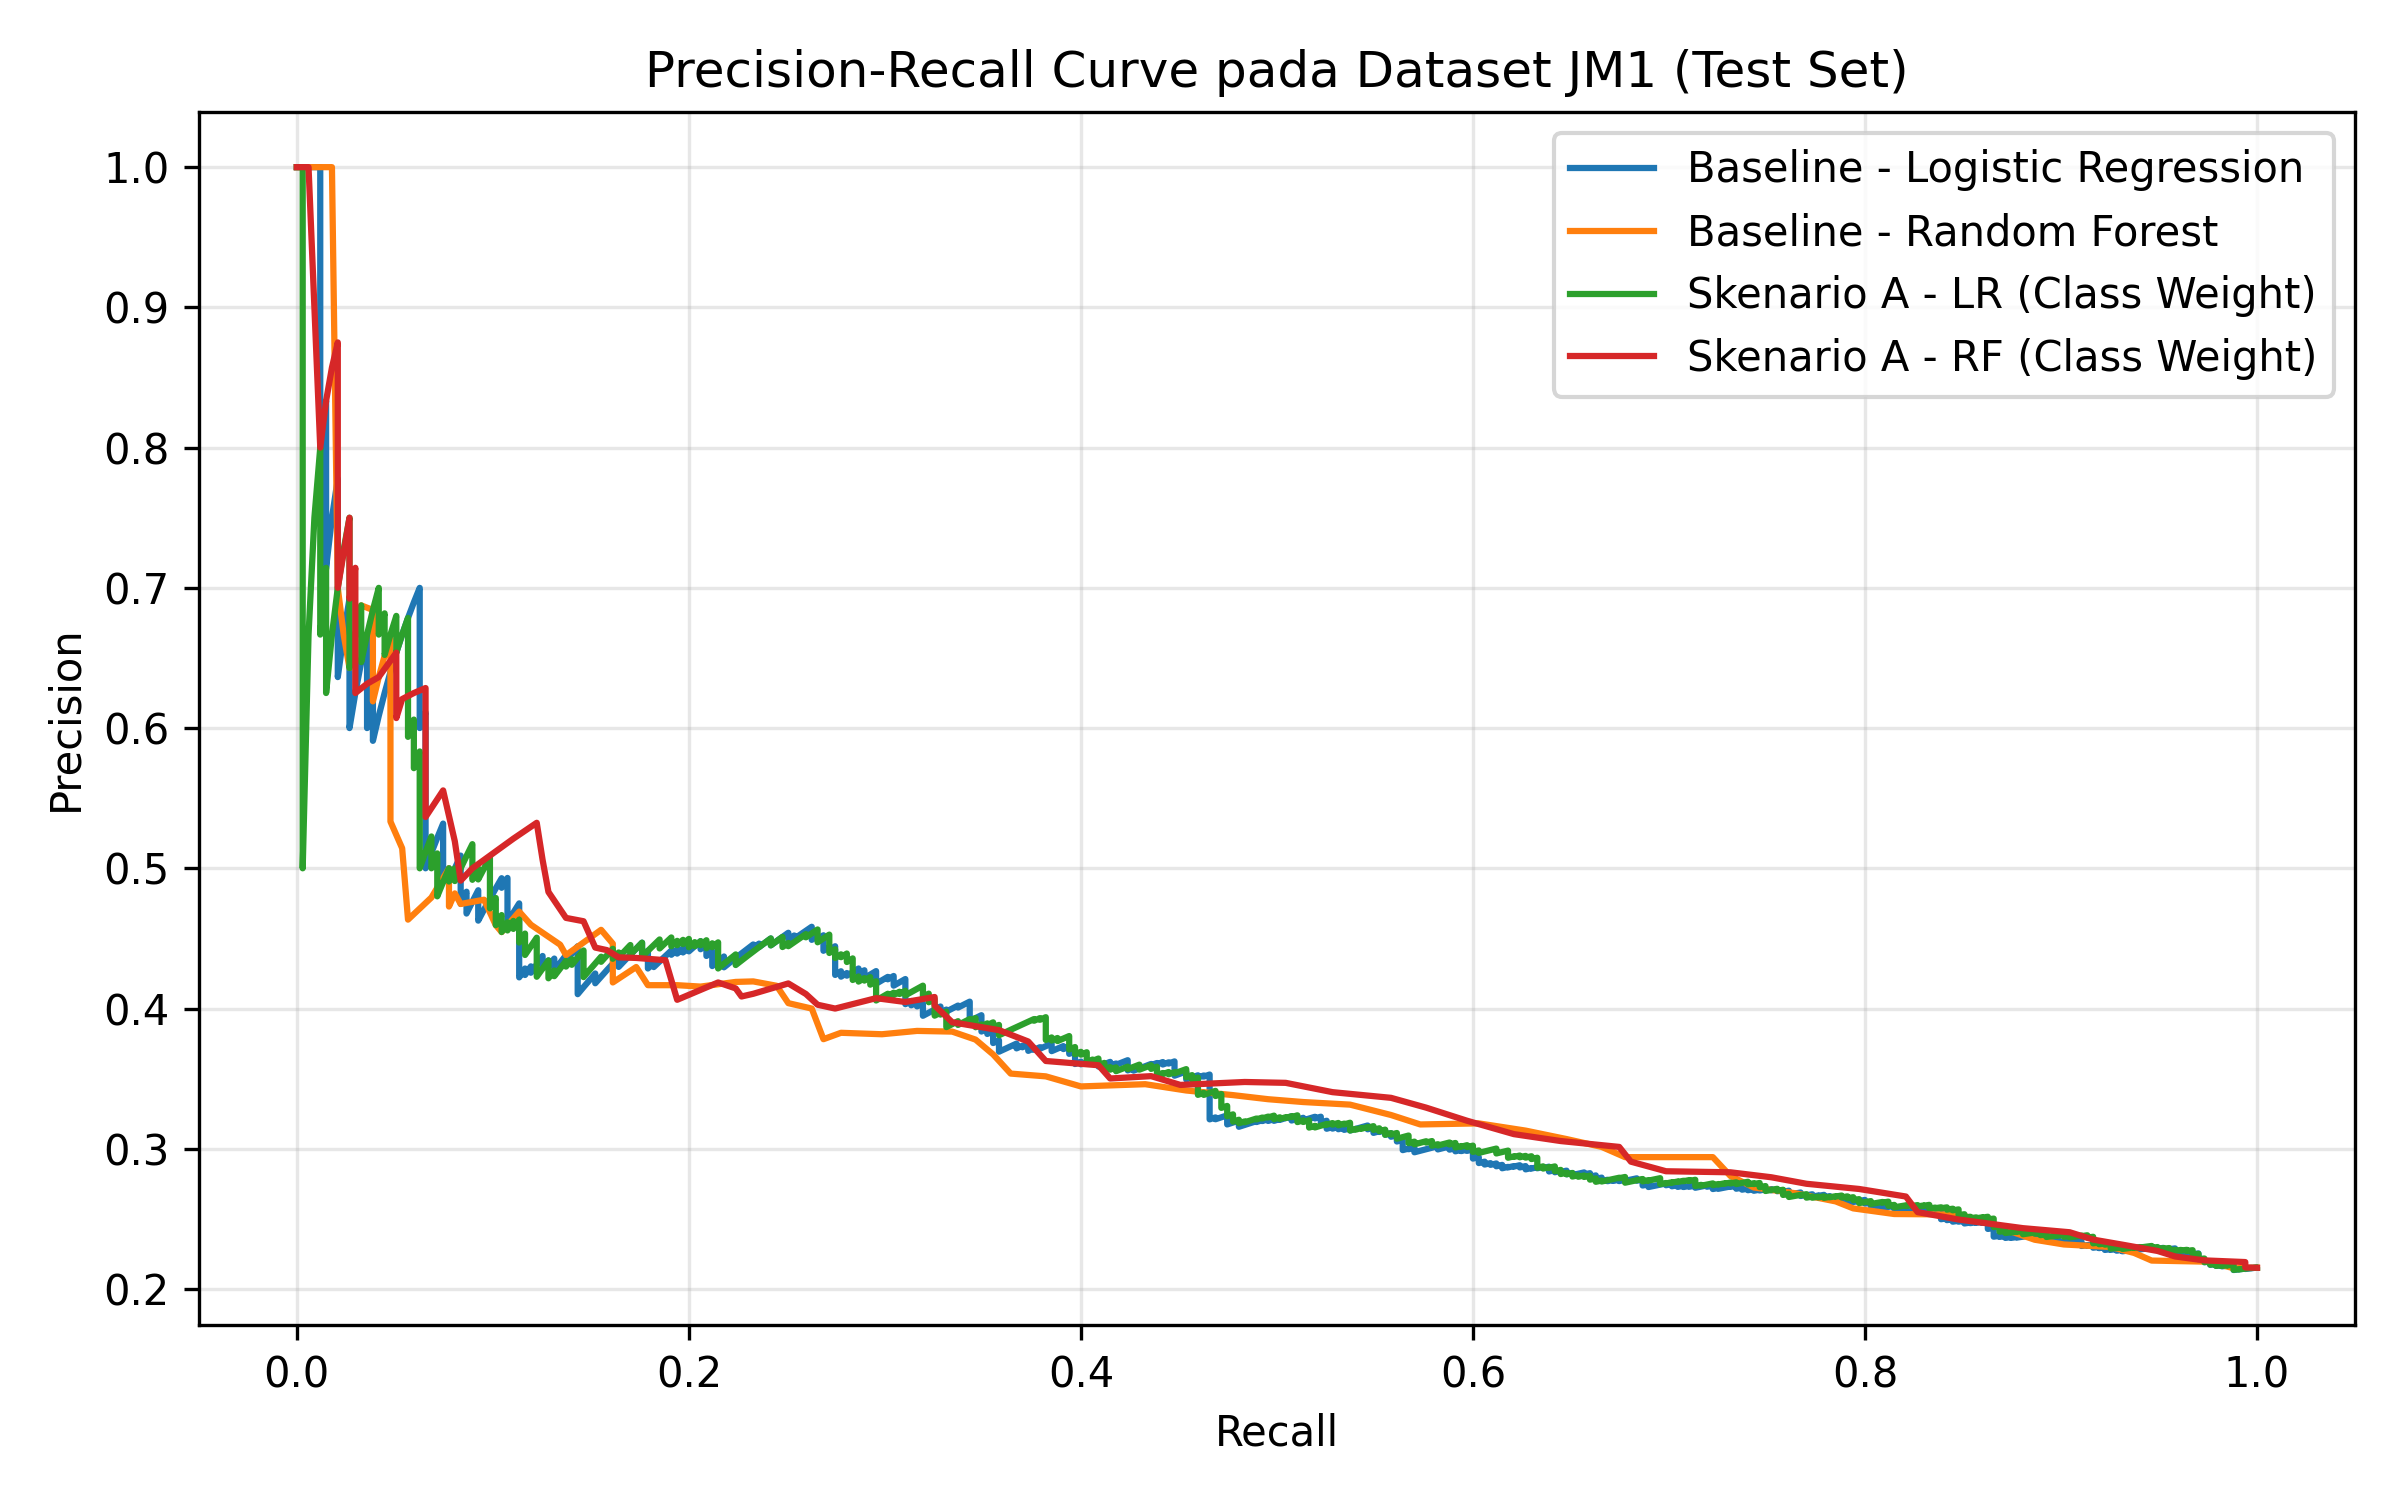 Precision-Recall Curve pada Dataset JM1 (Test Set)
Baseline - Logistic Regression
Baseline - Random Forest
Skenario A - LR (Class Weight)
Skenario A - RF (Class Weight)
1.0
0.9
0.8
0.7
0.6
0.5
0.4
0.3
0.2
Precision
0.0 0.2 0.4 0.6 0.8 1.0
Recall